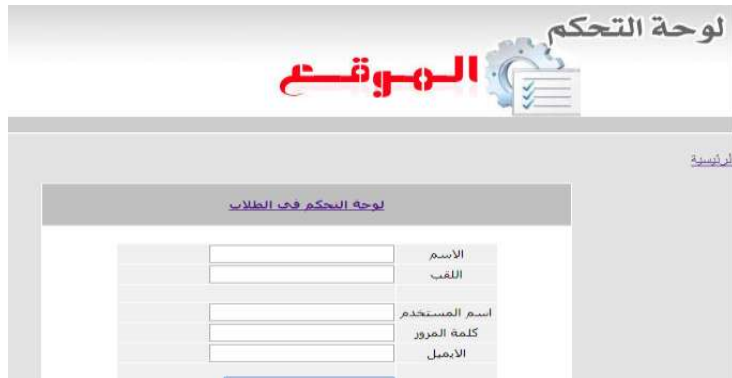 لوحة التحكم
الموقع
الرئيسية
لوحة التحكم في الطلاب
الاسم
اللقب
اسم المستخدم
كلمة المرور
الايميل